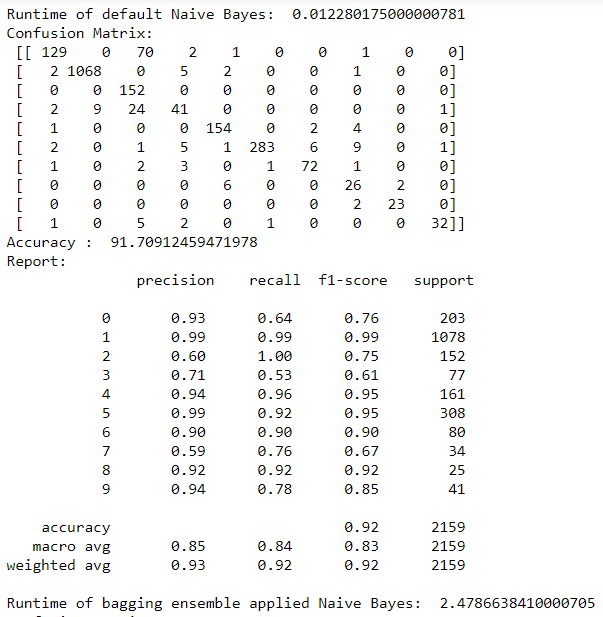 Runtime of default Naive Bayes:  0.012280175000000781
Confusion Matrix:
 [[ 129    0   70    2    1    0    0    1    0    0]
 [   2 1068    0    5    2    0    0    1    0    0]
 [   0    0  152    0    0    0    0    0    0    0]
 [   2    9   24   41    0    0    0    0    0    1]
 [   1    0    0    0  154    0    2    4    0    0]
 [   2    0    1    5    1  283    6    9    0    1]
 [   1    0    2    3    0    1   72    1    0    0]
 [   0    0    0    0    6    0    0   26    2    0]
 [   0    0    0    0    0    0    0    2   23    0]
 [   1    0    5    2    0    1    0    0    0   32]]
Accuracy :  91.70912459471978
Report:
              precision    recall  f1-score   support
           0       0.93      0.64      0.76       203
           1       0.99      0.99      0.99      1078
           2       0.60      1.00      0.75       152
           3       0.71      0.53      0.61        77
           4       0.94      0.96      0.95       161
           5       0.99      0.92      0.95       308
           6       0.90      0.90      0.90        80
           7       0.59      0.76      0.67        34
           8       0.92      0.92      0.92        25
           9       0.94      0.78      0.85        41
    accuracy                           0.92      2159
   macro avg       0.85      0.84      0.83      2159
weighted avg       0.93      0.92      0.92      2159
Runtime of bagging ensemble applied Naive Bayes:  2.4786638410000705